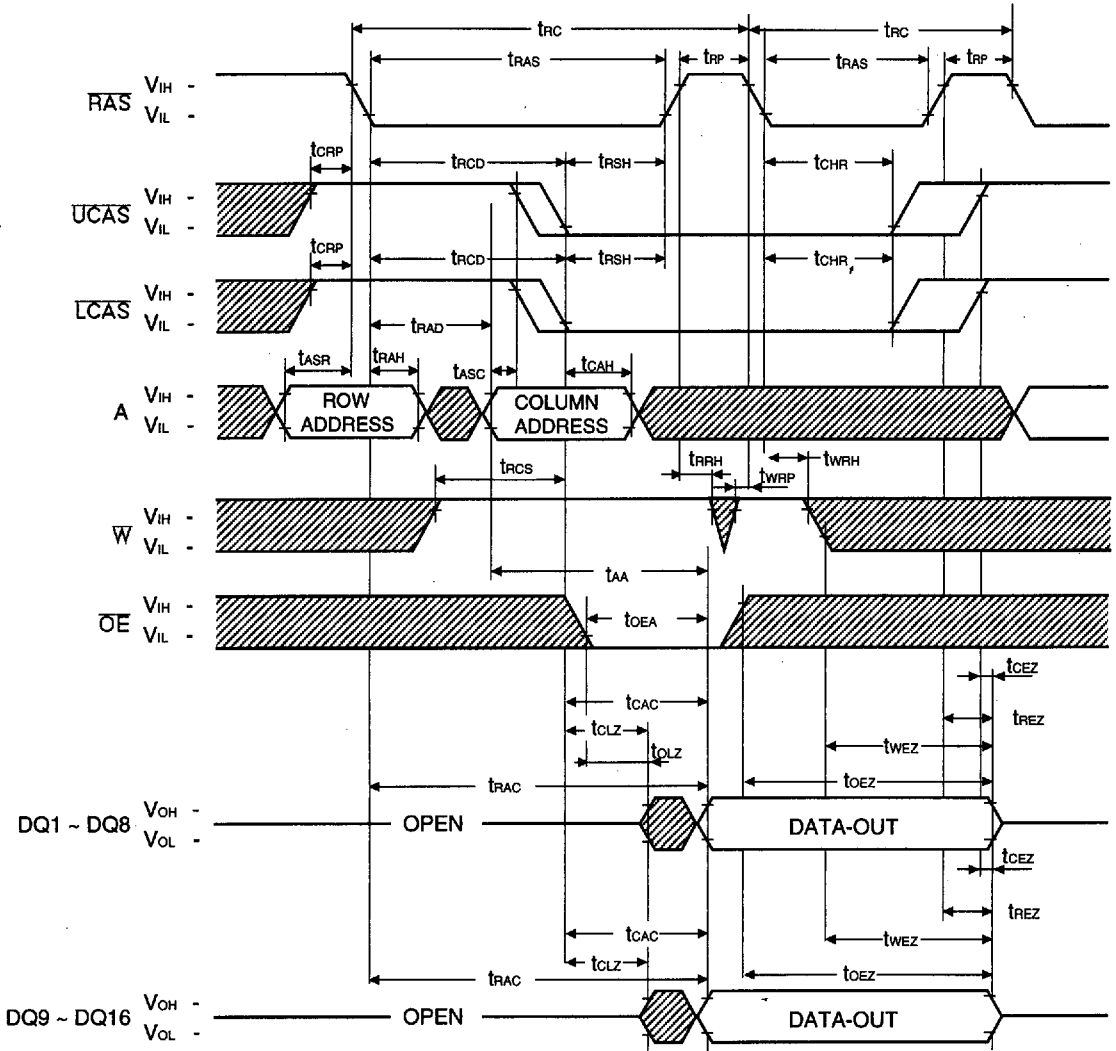 tRC tRC
tRAS tRP tRAS tRP
RAS VIH -
VIL -
tCRP tRCD tRSH tCHR
UCAS VIH -
VIL -
tCRP tRCD tRSH tCHR
LCAS VIH -
VIL -
tRAD
tASR tRAH tASC tCAH
A VIH -
VIL -
ROW ADDRESS
COLUMN ADDRESS
tRCS tRRH tWRP tWRH
W VIH -
VIL -
tAA
OE VIH -
VIL -
tOEA
tCEZ
tCAC tREZ
tCLZ tWEZ
tOLZ
tRAC tOEZ
DQ1 ~ DQ8 VOH -
VOL -
OPEN DATA-OUT
tCEZ
tREZ
tCAC tWEZ
tCLZ
tRAC tOEZ
DQ9 ~ DQ16 VOH -
VOL -
OPEN DATA-OUT